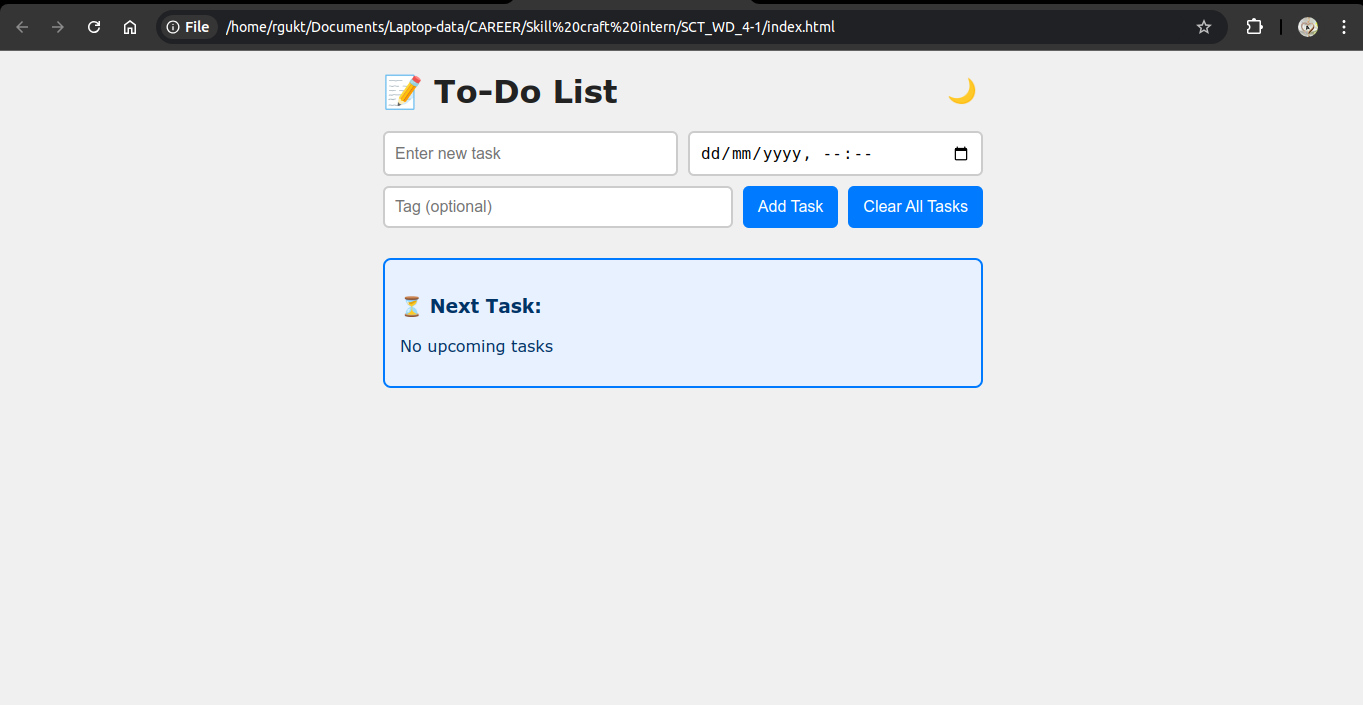 File /home/rgukt/Documents/Laptop-data/CAREER/Skill%20craft%20intern/SCT_WD_4-1/index.html
📝 To-Do List 🌙
Enter new task dd/mm/yyyy, --:--
Tag (optional) Add Task Clear All Tasks
⏳ Next Task:
No upcoming tasks